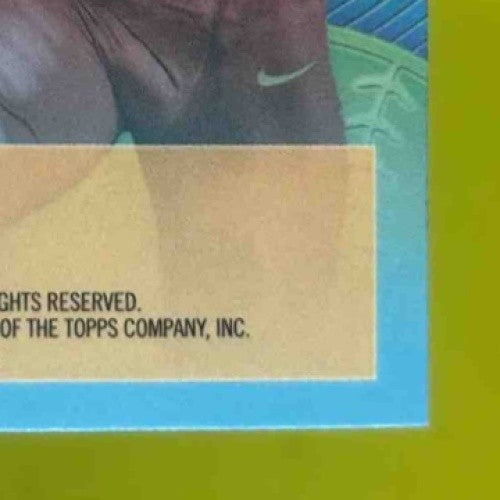 GHTS RESERVED.
OF THE TOPPS COMPANY, INC.